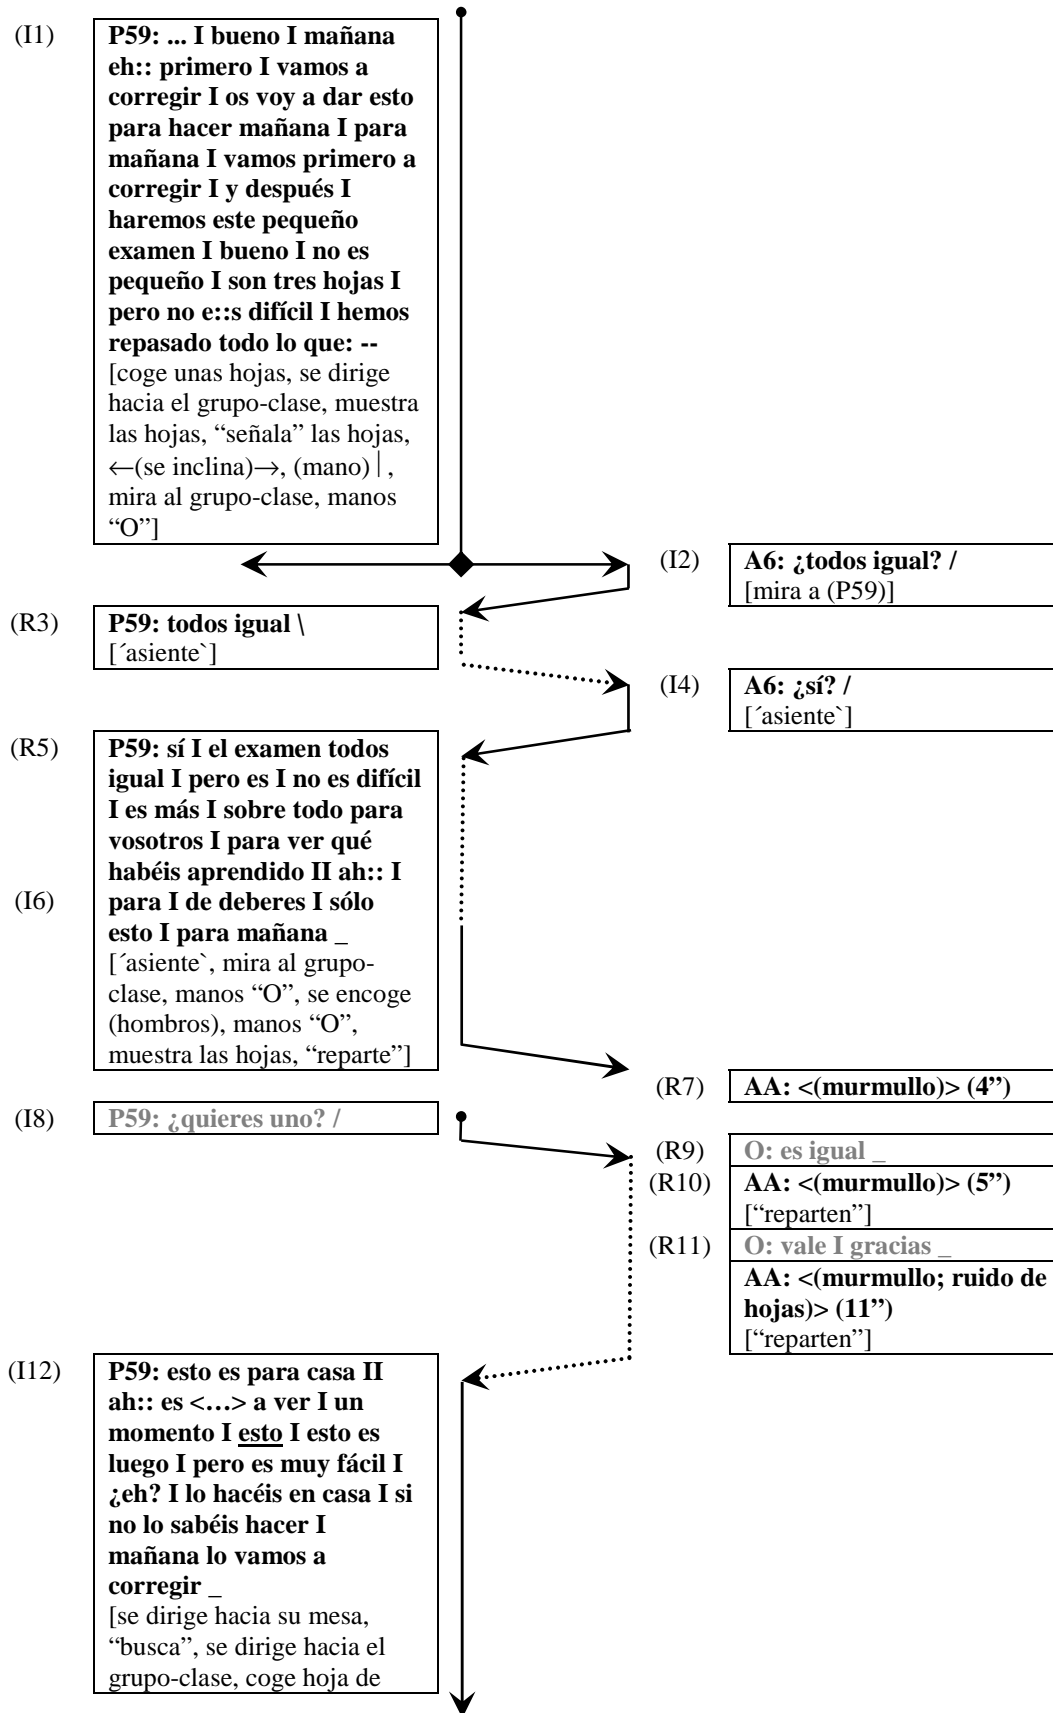 (I1)
P59: ... I bueno I mañana
eh:: primero I vamos a
corregir I os voy a dar esto
para hacer mañana I para
mañana I vamos primero a
corregir I y después I
haremos este pequeño
examen I bueno I no es
pequeño I son tres hojas I
pero no e::s difícil I hemos
repasado todo lo que: --
[coge unas hojas, se dirige
hacia el grupo-clase, muestra
las hojas, “señala” las hojas,
←(se inclina)→, (mano)│,
mira al grupo-clase, manos
“O”]
(I2)
A6: ¿todos igual? /
[mira a (P59)]
(R3)
P59: todos igual \
[´asiente`]
(I4)
A6: ¿sí? /
[´asiente`]
(R5)
P59: sí I el examen todos
igual I pero es I no es difícil
I es más I sobre todo para
vosotros I para ver qué
habéis aprendido II ah:: I
(I6)
para I de deberes I sólo
esto I para mañana _
[´asiente`, mira al grupo-
clase, manos “O”, se encoge
(hombros), manos “O”,
muestra las hojas, “reparte”]
(R7)
AA: <(murmullo)> (4”)
(I8)
P59: ¿quieres uno? /
(R9)
O: es igual _
(R10)
AA: <(murmullo)> (5”)
[“reparten”]
(R11)
O: vale I gracias _
AA: <(murmullo; ruido de
hojas)> (11”)
[“reparten”]
(I12)
P59: esto es para casa II
ah:: es <…> a ver I un
momento I esto I esto es
luego I pero es muy fácil I
¿eh? I lo hacéis en casa I si
no lo sabéis hacer I
mañana lo vamos a
corregir _
[se dirige hacia su mesa,
“busca”, se dirige hacia el
grupo-clase, coge hoja de